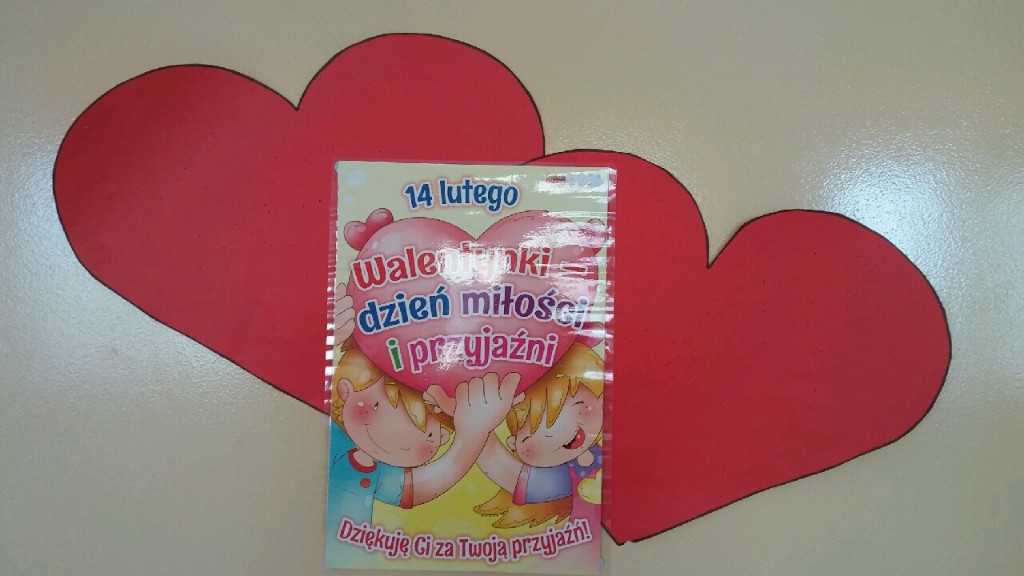 14 lutego
Walentynki
dzień miłości
i przyjaźni
Dziękuję Ci za Twoją przyjaźń!